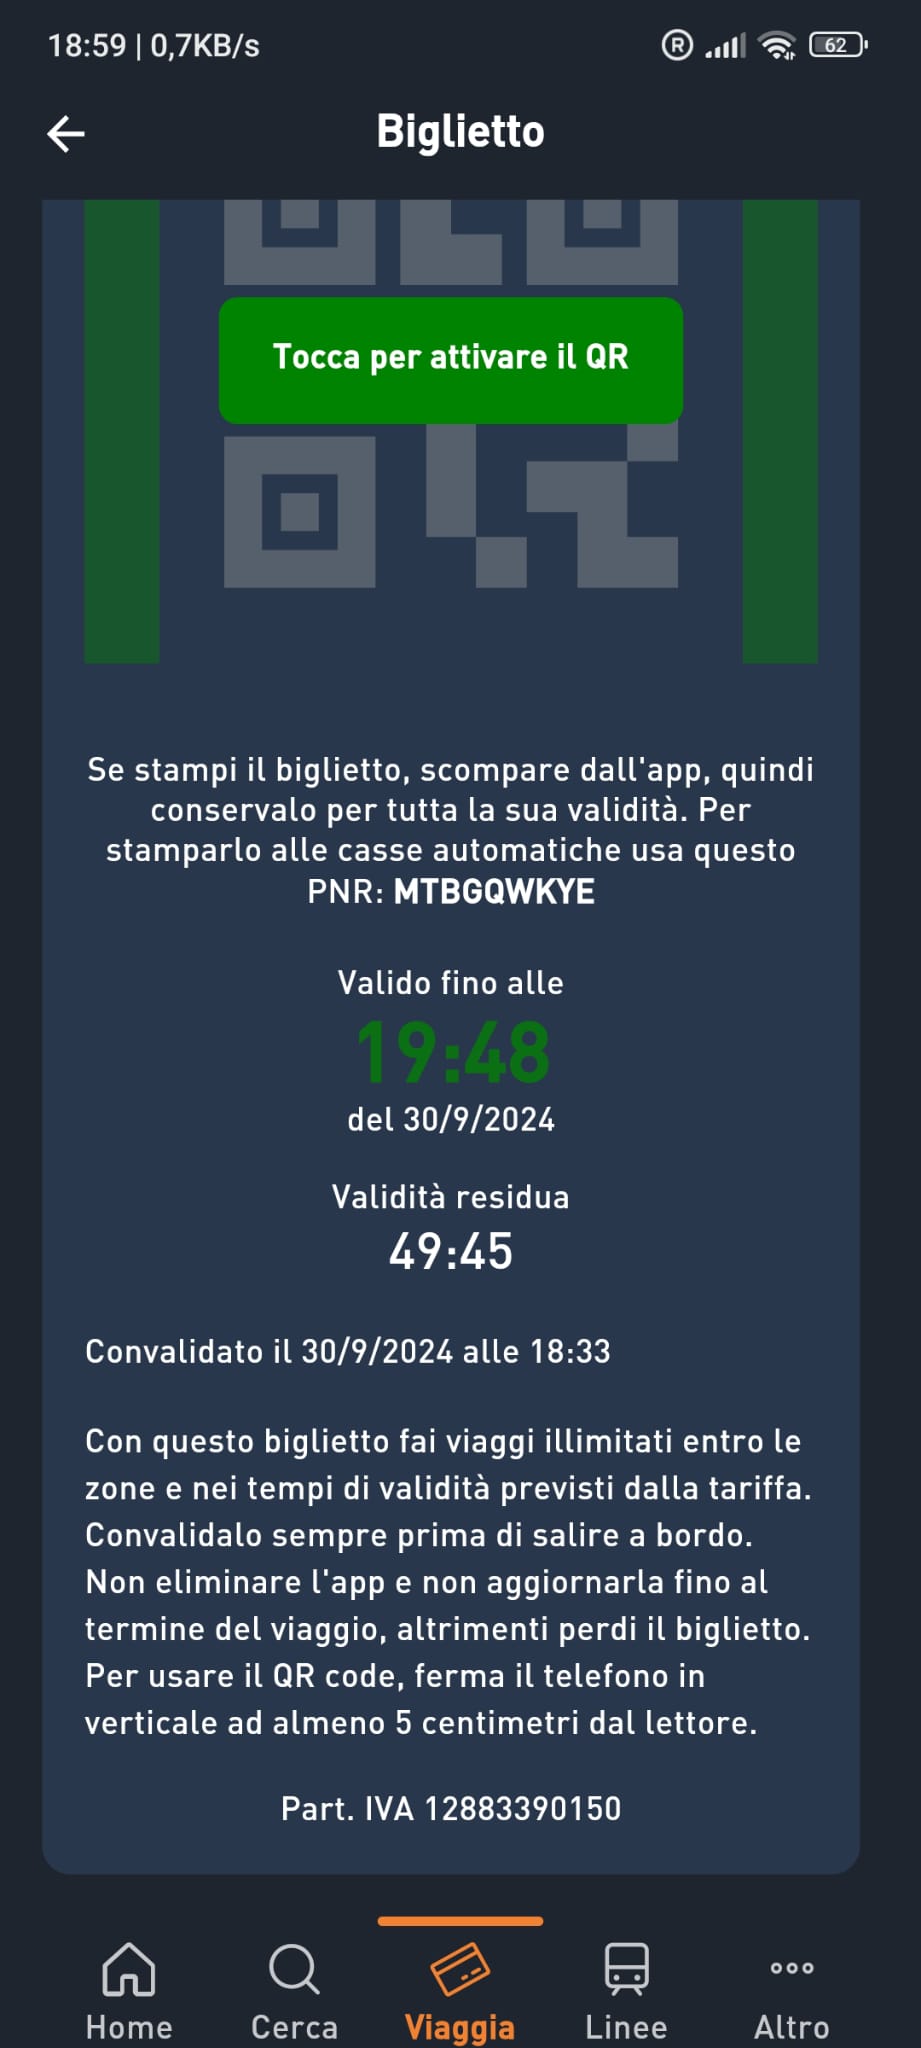 18:59 | 0,7KB/s
R
62
Biglietto
Tocca per attivare il QR
Se stampi il biglietto, scompare dall'app, quindi
conservalo per tutta la sua validità. Per
stamparlo alle casse automatiche usa questo
PNR: MTBGQWKYE
Valido fino alle
19:48
del 30/9/2024
Validità residua
49:45
Convalidato il 30/9/2024 alle 18:33
Con questo biglietto fai viaggi illimitati entro le
zone e nei tempi di validità previsti dalla tariffa.
Convalidalo sempre prima di salire a bordo.
Non eliminare l'app e non aggiornarla fino al
termine del viaggio, altrimenti perdi il biglietto.
Per usare il QR code, ferma il telefono in
verticale ad almeno 5 centimetri dal lettore.
Part. IVA 12883390150
Home Cerca Viaggia Linee Altro